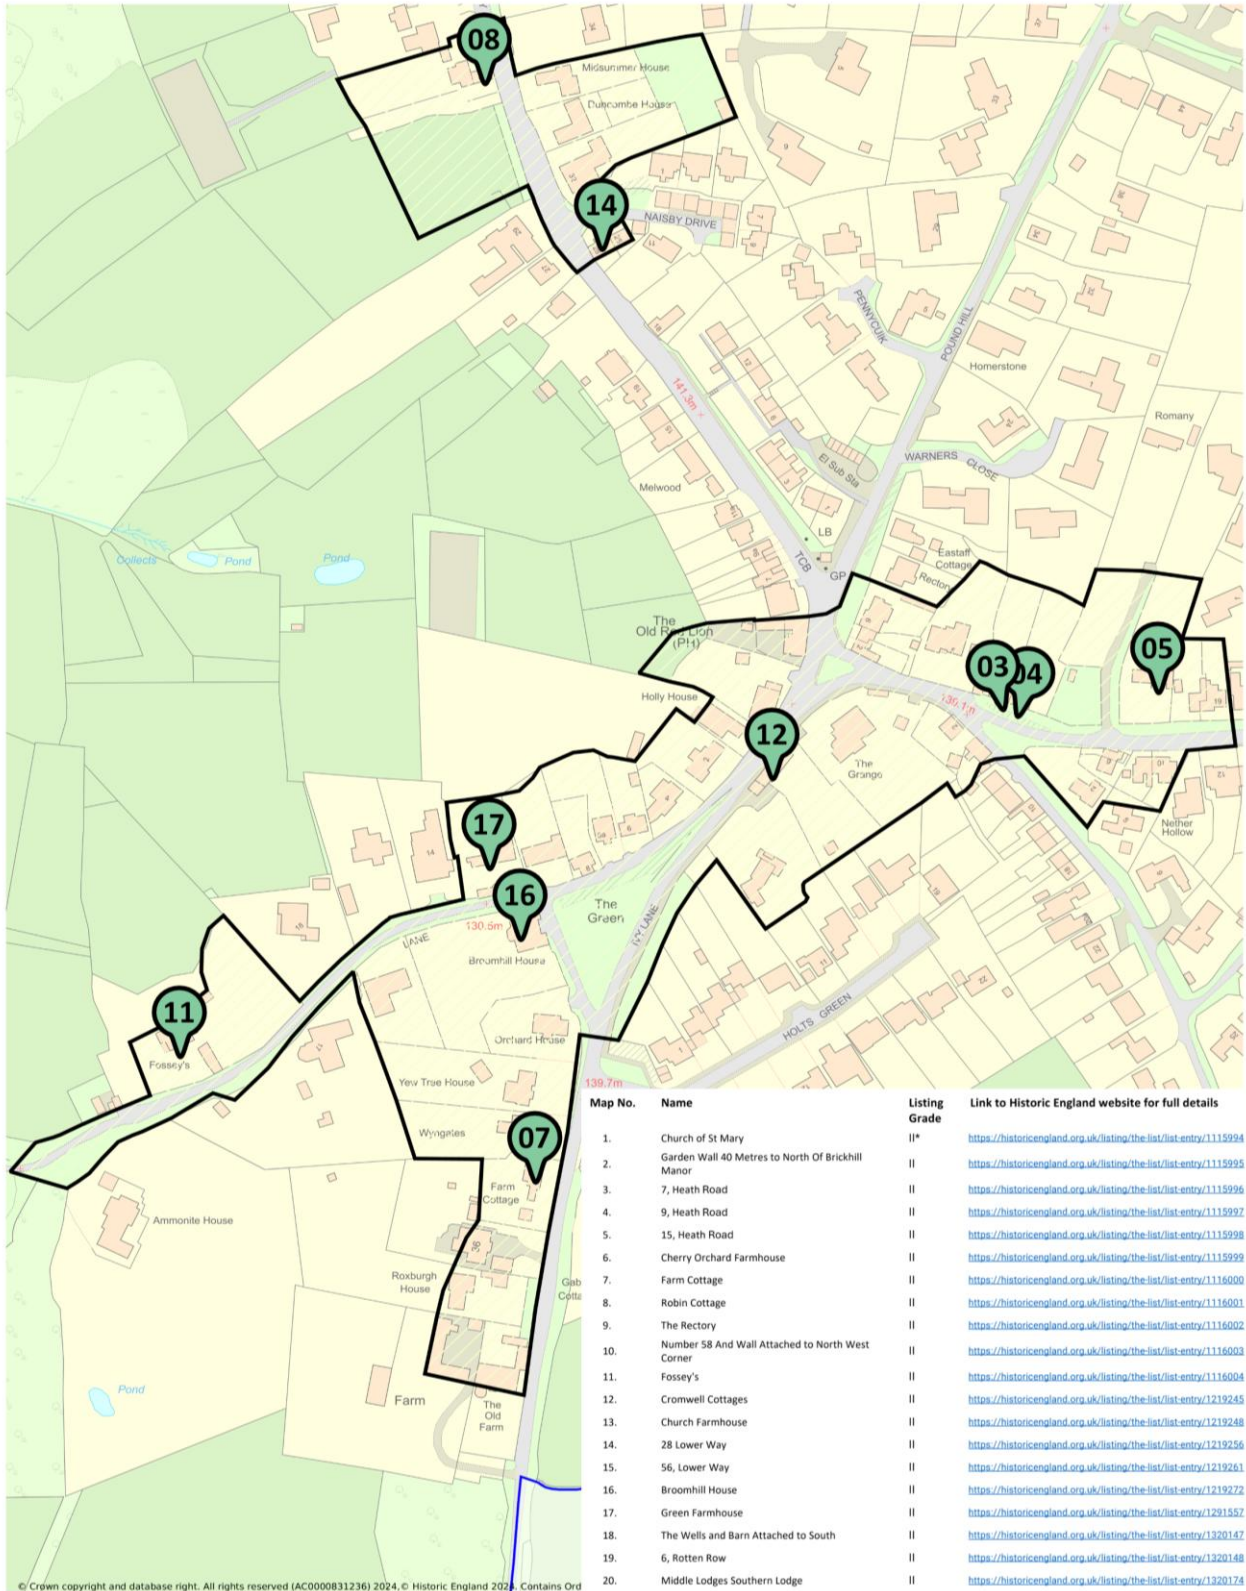 08
Midsummer House
Duncombe House
14
NAISBY DRIVE
PENNYCUIK
POUND HILL
Homerstone
Romany
141.3m
WARNERS CLOSE
El Sub Sta
Melwood
LB
TCB
GP
Eastaff
Cottage
Recton
Collects
Pond
Pond
The
Old Red Lion
(PH)
Holly House
03
04
05
139.1m
12
The
Grange
Nether
Hollow
17
16
The
Green
130.5m
LANE
IVY LANE
Broomhill House
11
Fossey's
HOLTS GREEN
Orchard House
139.7m
Yew Tree House
Wyngates
07
Farm
Cottage
Ammonite House
36
Roxburgh
House
Pond
Farm
The
Old
Farm
Map No. Name Listing Grade Link to Historic England website for full details
1. Church of St Mary II* https://historicengland.org.uk/listing/the-list/list-entry/1115994
2. Garden Wall 40 Metres to North Of Brickhill Manor II https://historicengland.org.uk/listing/the-list/list-entry/1115995
3. 7, Heath Road II https://historicengland.org.uk/listing/the-list/list-entry/1115996
4. 9, Heath Road II https://historicengland.org.uk/listing/the-list/list-entry/1115997
5. 15, Heath Road II https://historicengland.org.uk/listing/the-list/list-entry/1115998
6. Cherry Orchard Farmhouse II https://historicengland.org.uk/listing/the-list/list-entry/1115999
7. Farm Cottage II https://historicengland.org.uk/listing/the-list/list-entry/1116000
8. Robin Cottage II https://historicengland.org.uk/listing/the-list/list-entry/1116001
9. The Rectory II https://historicengland.org.uk/listing/the-list/list-entry/1116002
10. Number 58 And Wall Attached to North West Corner II https://historicengland.org.uk/listing/the-list/list-entry/1116003
11. Fossey's II https://historicengland.org.uk/listing/the-list/list-entry/1116004
12. Cromwell Cottages II https://historicengland.org.uk/listing/the-list/list-entry/1219245
13. Church Farmhouse II https://historicengland.org.uk/listing/the-list/list-entry/1219248
14. 28 Lower Way II https://historicengland.org.uk/listing/the-list/list-entry/1219256
15. 56, Lower Way II https://historicengland.org.uk/listing/the-list/list-entry/1219261
16. Broomhill House II https://historicengland.org.uk/listing/the-list/list-entry/1219272
17. Green Farmhouse II https://historicengland.org.uk/listing/the-list/list-entry/1291557
18. The Wells and Barn Attached to South II https://historicengland.org.uk/listing/the-list/list-entry/1320147
19. 6, Rotten Row II https://historicengland.org.uk/listing/the-list/list-entry/1320148
20. Middle Lodges Southern Lodge II https://historicengland.org.uk/listing/the-list/list-entry/1320174
© Crown copyright and database right. All rights reserved (AC0000831236) 2024, © Historic England 2024, Contains Ord